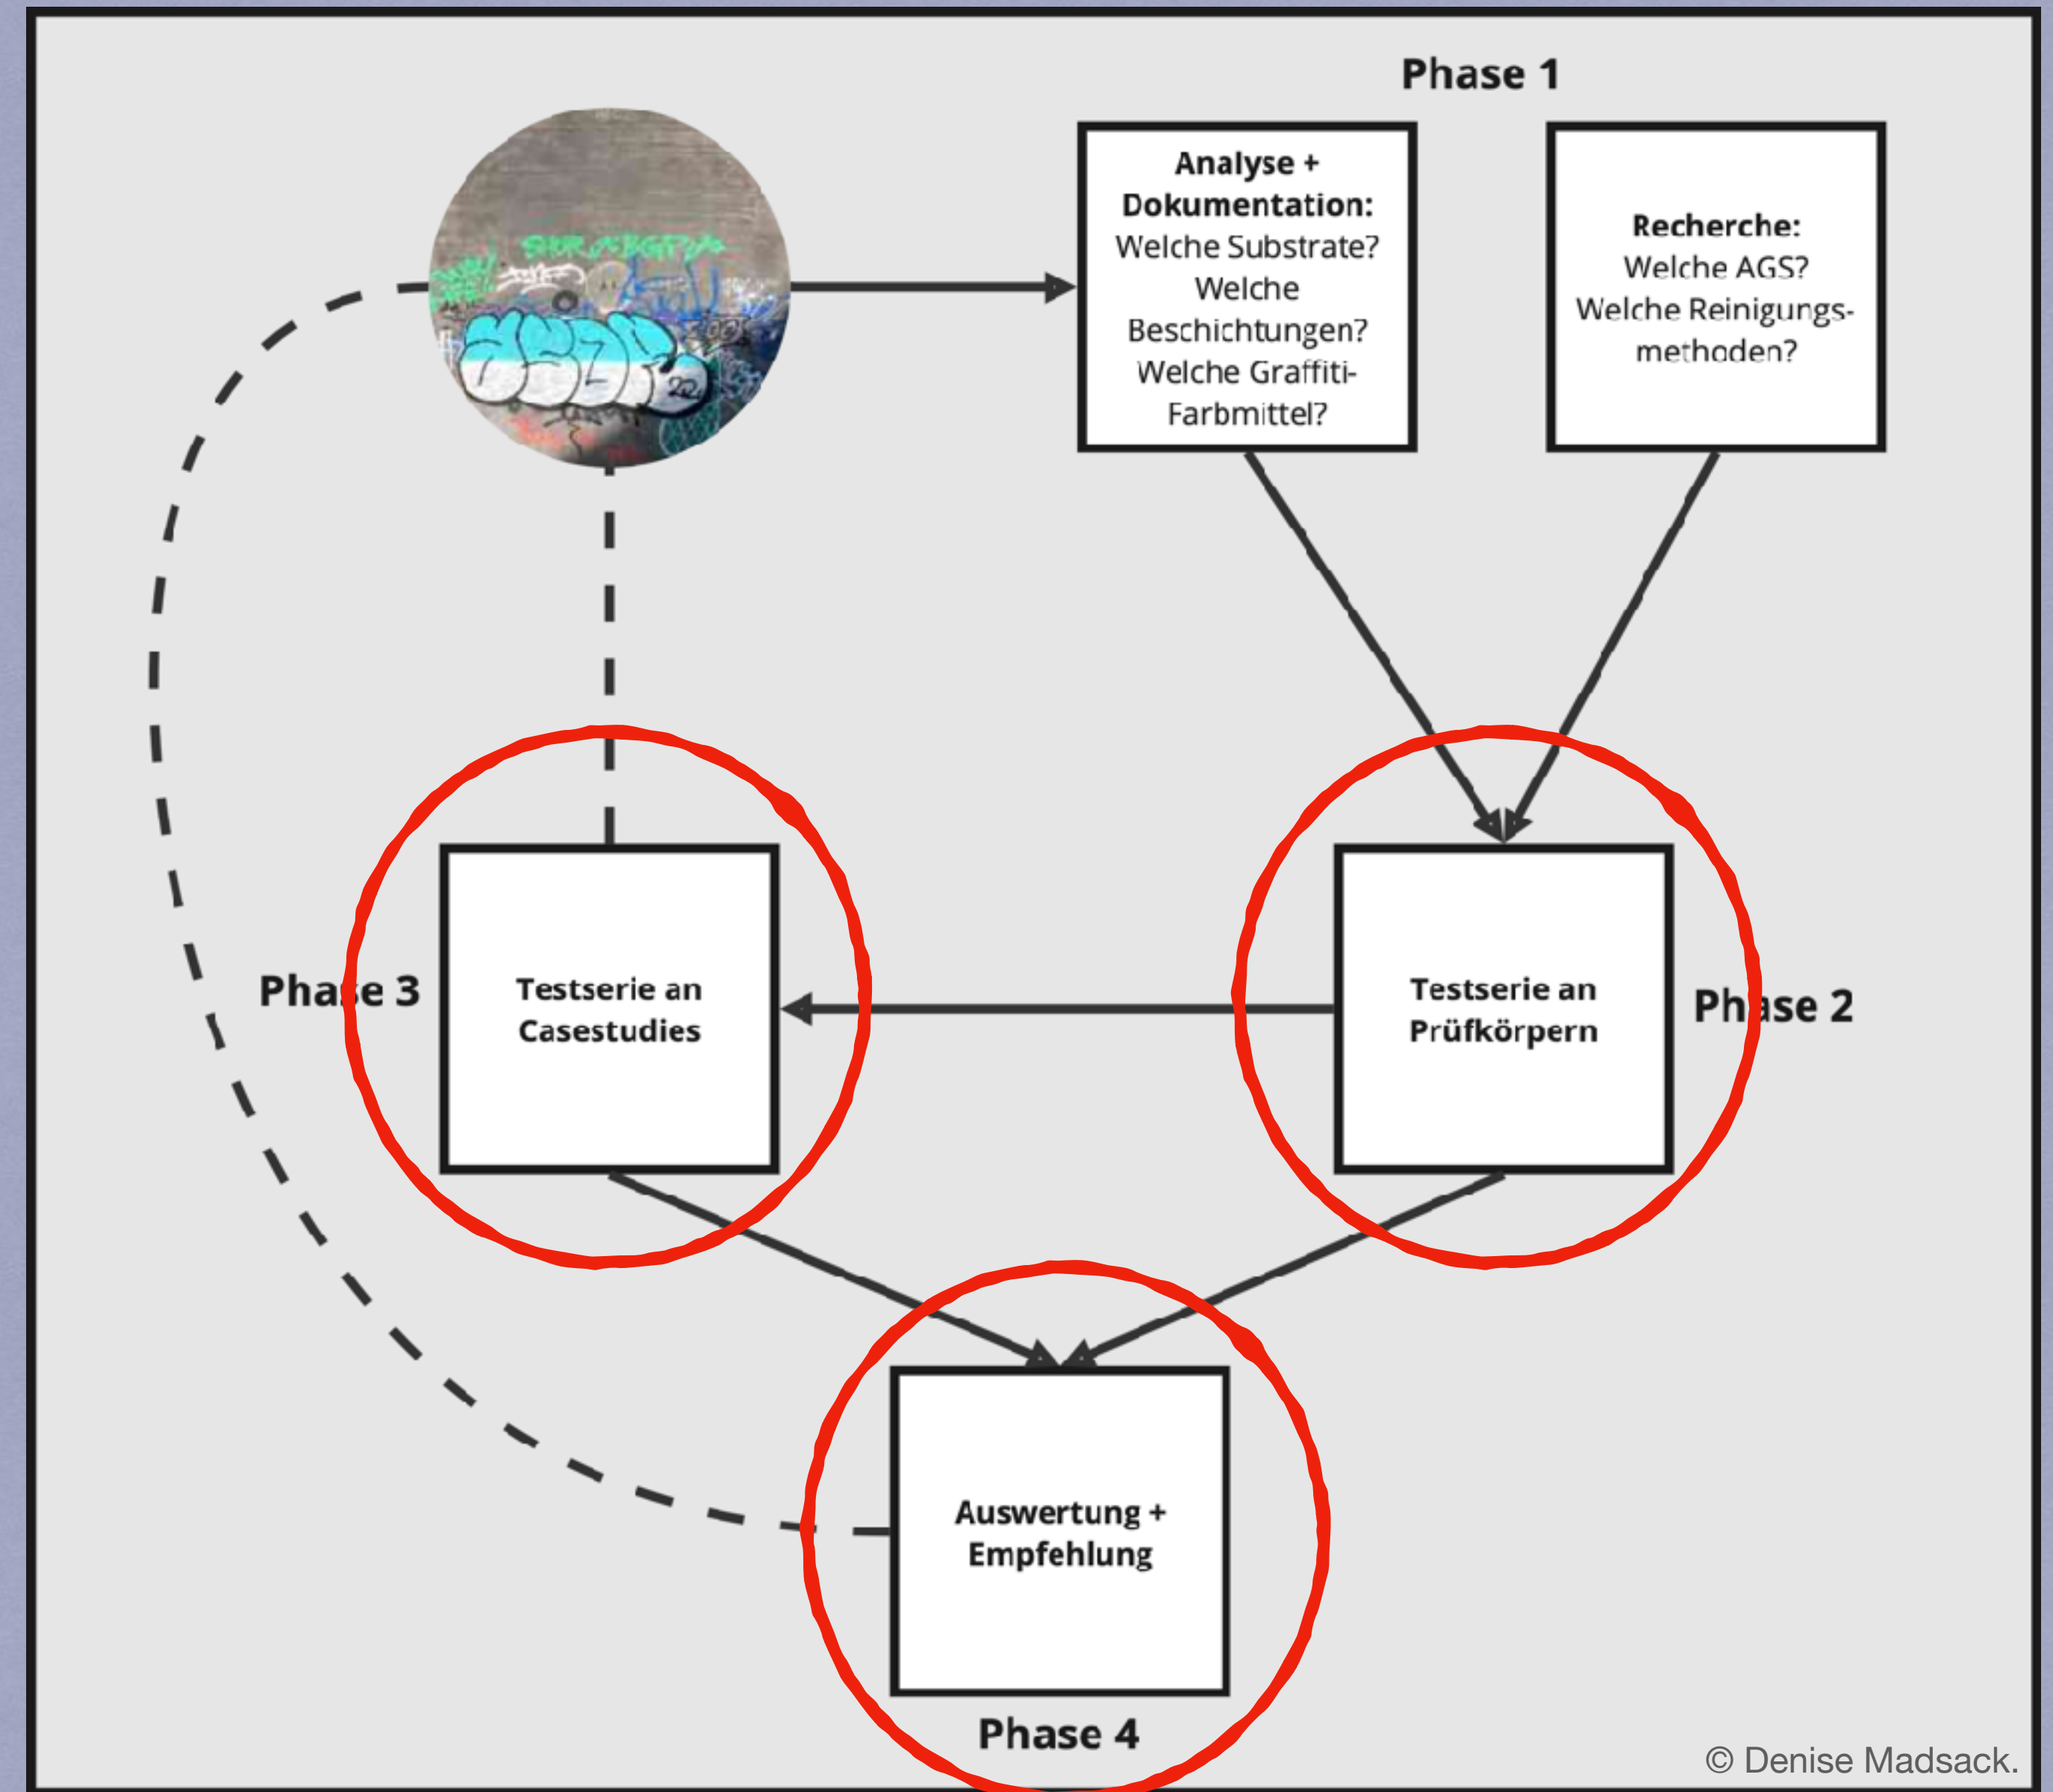 Phase 1
Analyse +
Dokumentation:
Welche Substrate?
Welche
Beschichtungen?
Welche Graffiti-
Farbmittel?
Recherche:
Welche AGS?
Welche Reinigungs-
methoden?
Phase 3
Testserie an
Casestudies
Testserie an
Prüfkörpern
Phase 2
Auswertung +
Empfehlung
Phase 4
© Denise Madsack.